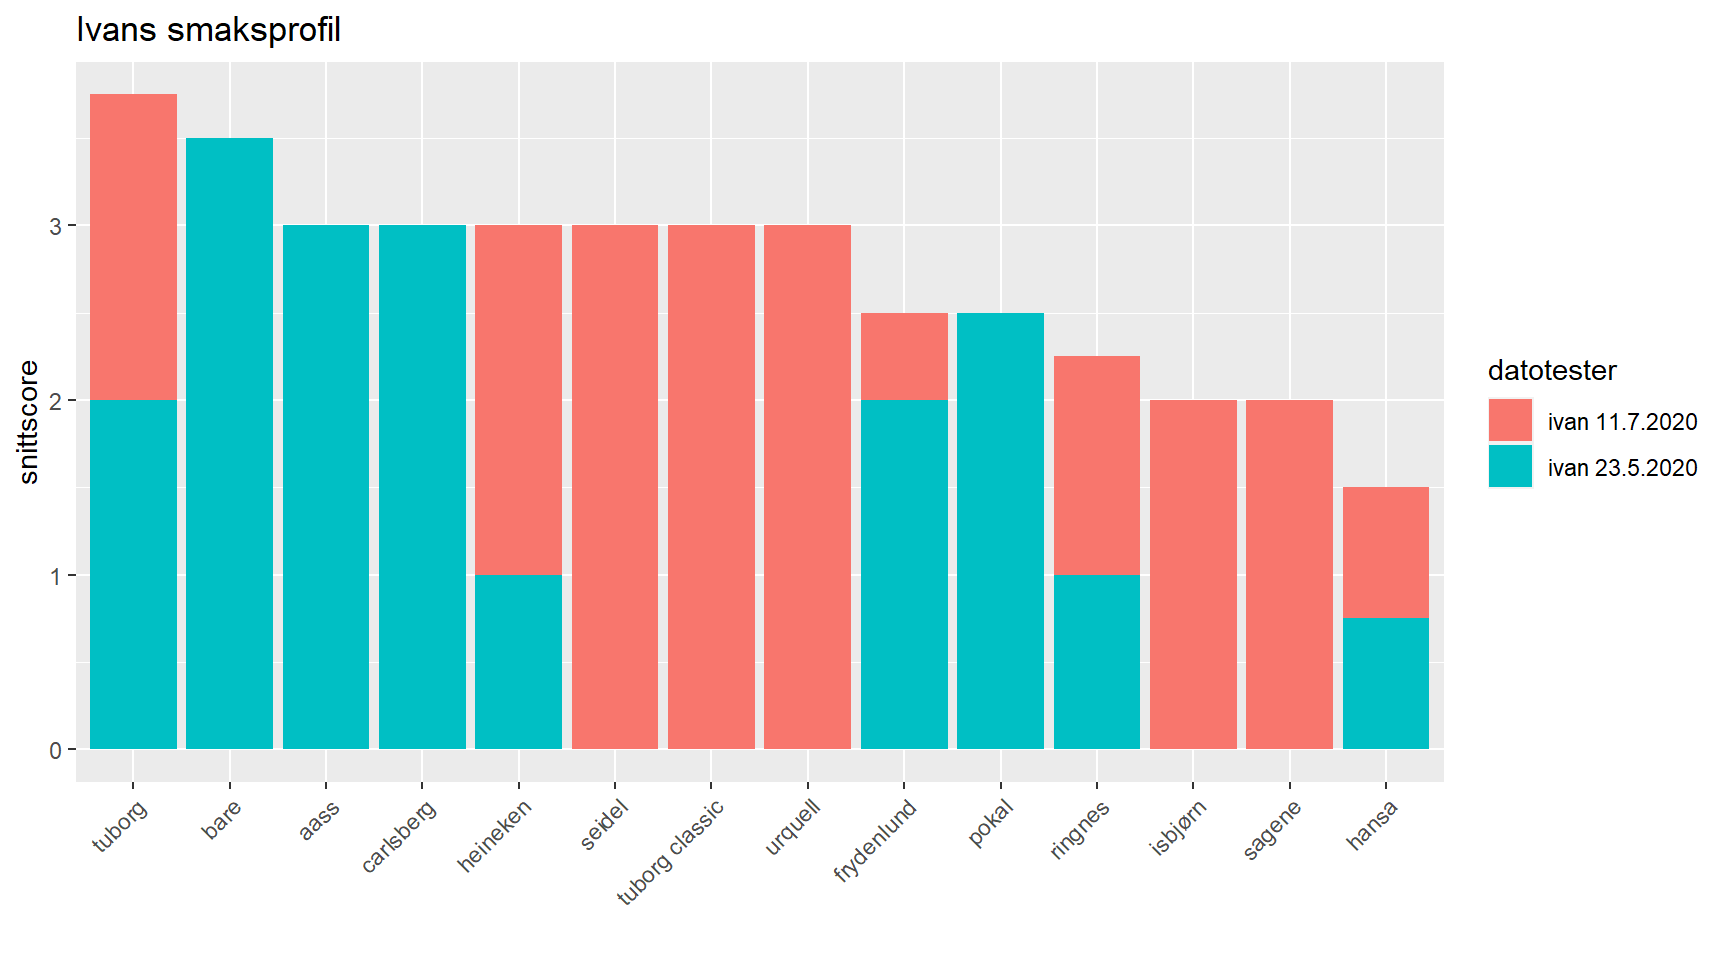 Ivans smaksprofil
snittscore
3
2
1
0
tuborg
bare
aass
carlsberg
heineken
seidel
tuborg classic
urquell
frydenlund
pokal
ringnes
isbjørn
sagene
hansa
datotester
ivan 11.7.2020
ivan 23.5.2020